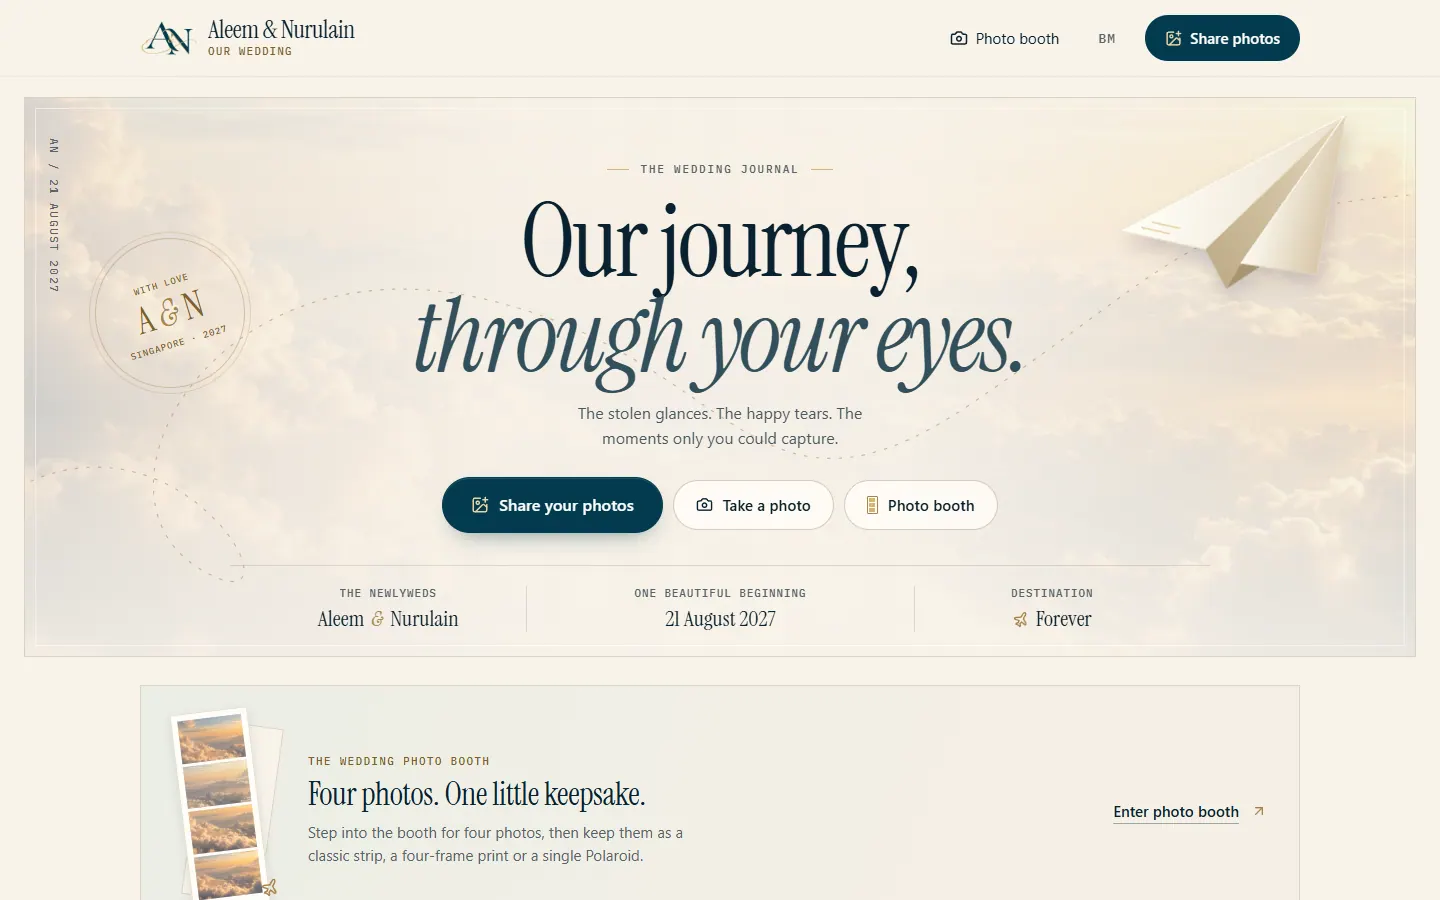 AN
Aleem & Nurulain
OUR WEDDING
Photo booth
BM
Share photos
AN / 21 AUGUST 2027
WITH LOVE
A&N
SINGAPORE · 2027
THE WEDDING JOURNAL
Our journey,
through your eyes.
The stolen glances. The happy tears. The
moments only you could capture.
Share your photos
Take a photo
Photo booth
THE NEWLYWEDS
Aleem & Nurulain
ONE BEAUTIFUL BEGINNING
21 August 2027
DESTINATION
Forever
THE WEDDING PHOTO BOOTH
Four photos. One little keepsake.
Step into the booth for four photos, then keep them as a
classic strip, a four-frame print or a single Polaroid.
Enter photo booth